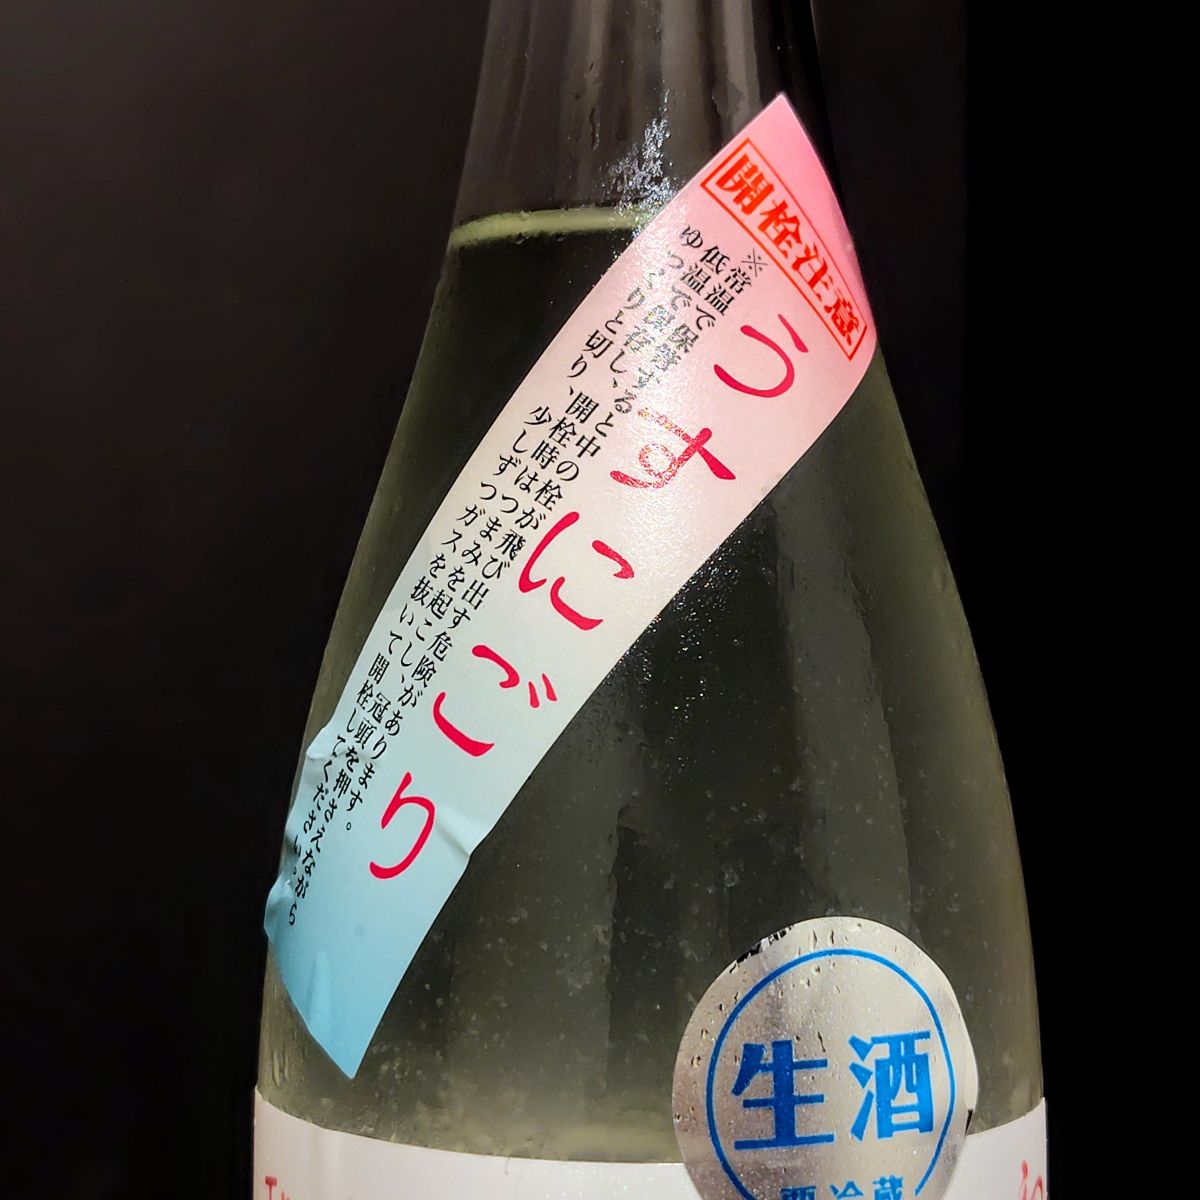 開栓注意
うすにごり
※常温で保管すると中の栓が飛び出す危険があります。
低温で保存し、開栓時はつまみを起こし、冠頭を押さえながら
ゆっくりと切り、少しずつガスを抜いて開栓してください。
生酒
要冷蔵